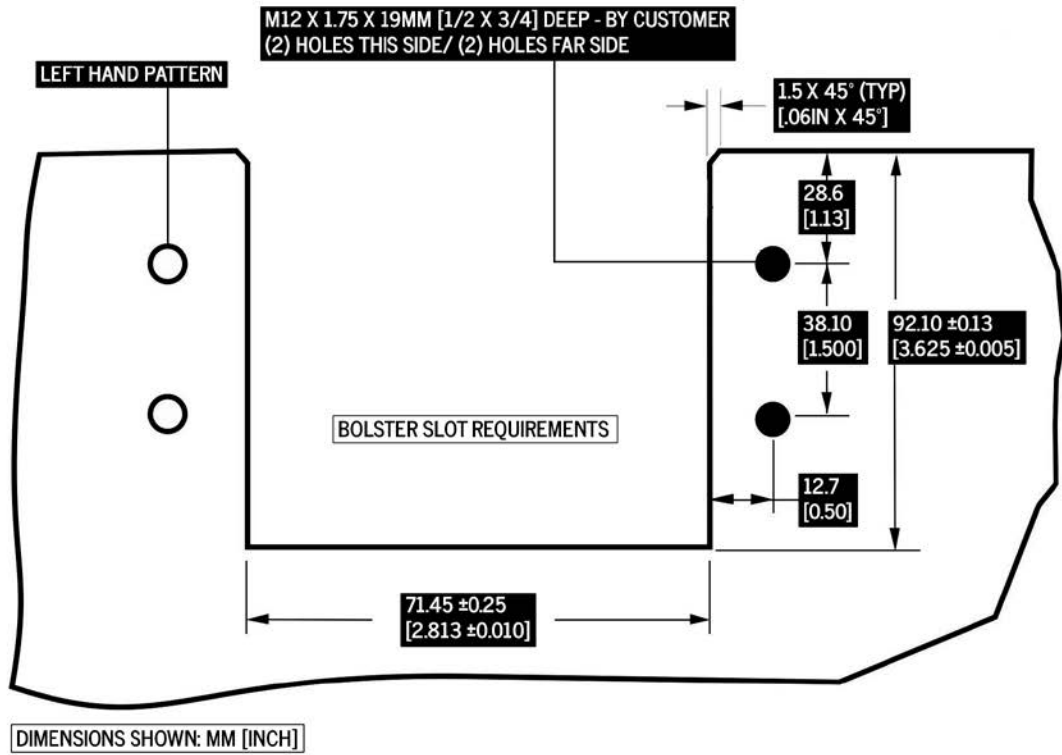 M12 X 1.75 X 19MM [1/2 X 3/4] DEEP - BY CUSTOMER
(2) HOLES THIS SIDE/ (2) HOLES FAR SIDE
LEFT HAND PATTERN
1.5 X 45° (TYP)
[.06IN X 45°]
28.6
[1.13]
38.10
[1.500]
92.10 ±0.13
[3.625 ±0.005]
BOLSTER SLOT REQUIREMENTS
12.7
[0.50]
71.45 ±0.25
[2.813 ±0.010]
DIMENSIONS SHOWN: MM [INCH]